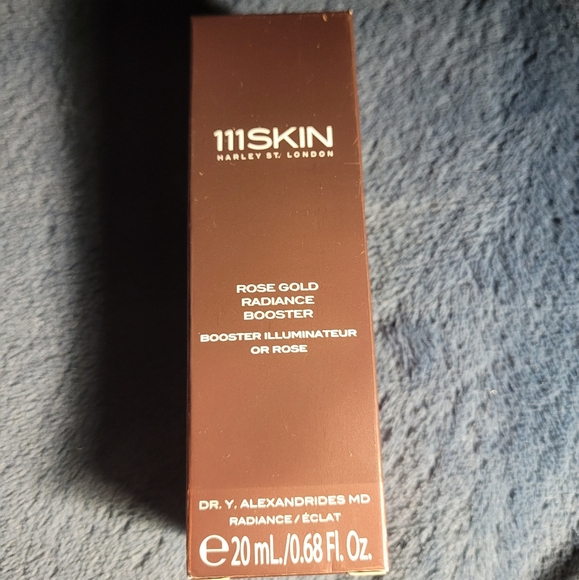 111SKIN
HARLEY ST. LONDON
ROSE GOLD
RADIANCE
BOOSTER
BOOSTER ILLUMINATEUR
OR ROSE
DR. Y. ALEXANDRIDES MD
RADIANCE / ÉCLAT
℮ 20 mL./0.68 Fl. Oz.